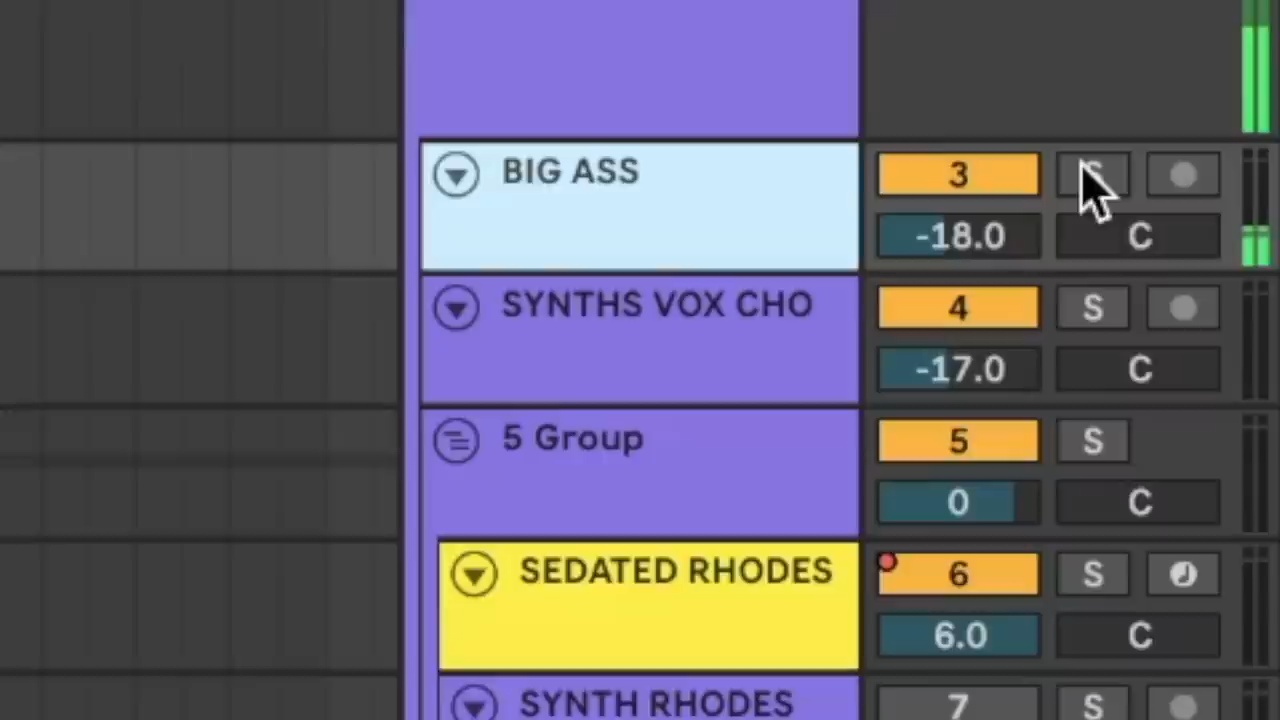 BIG ASS
3 S
-18.0 C
SYNTHS VOX CHO
4 S
-17.0 C
5 Group
5 S
0 C
SEDATED RHODES
6 S
6.0 C
SYNTH RHODES
7 S